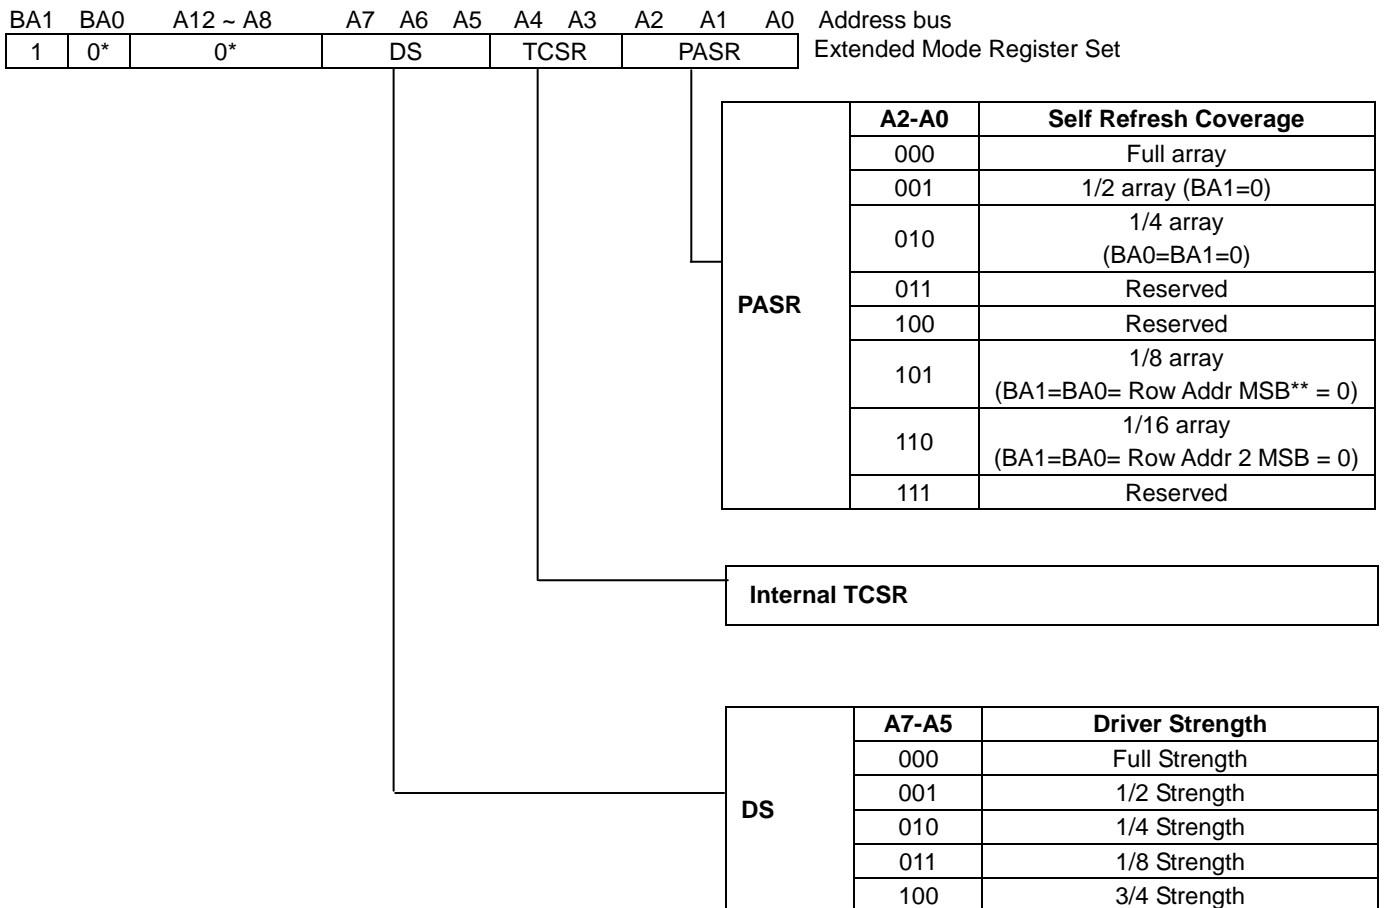 BA1 BA0 A12 ~ A8 A7 A6 A5 A4 A3 A2 A1 A0 Address bus
1 0* 0* DS TCSR PASR Extended Mode Register Set
PASR
A2-A0 Self Refresh Coverage
000 Full array
001 1/2 array (BA1=0)
010 1/4 array
(BA0=BA1=0)
011 Reserved
100 Reserved
101 1/8 array
(BA1=BA0= Row Addr MSB** = 0)
110 1/16 array
(BA1=BA0= Row Addr 2 MSB = 0)
111 Reserved
Internal TCSR
DS
A7-A5 Driver Strength
000 Full Strength
001 1/2 Strength
010 1/4 Strength
011 1/8 Strength
100 3/4 Strength